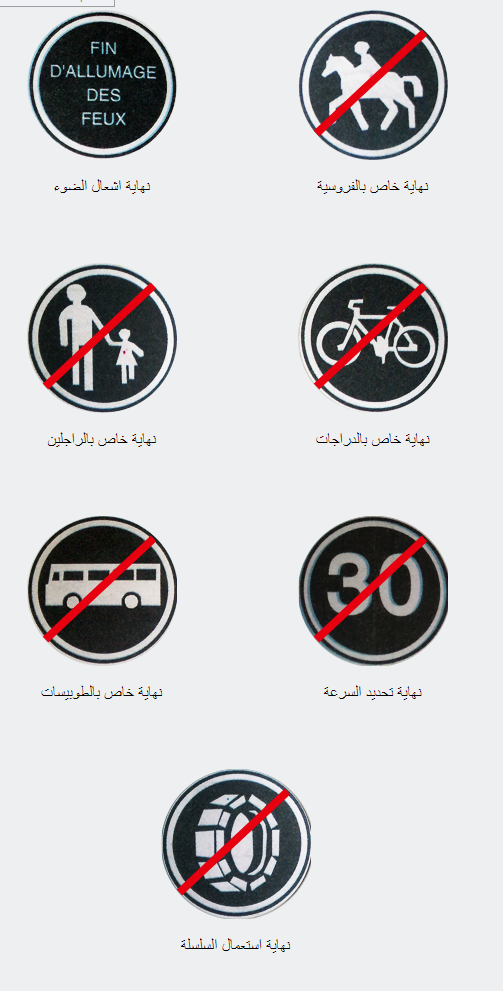 FIN
D'ALLUMAGE
DES
FEUX
نهاية اشعال الضوء
نهاية خاص بالفروسية
نهاية خاص بالراجلين
نهاية خاص بالدراجات
30
نهاية خاص بالطوبيسات
نهاية تحديد السرعة
نهاية استعمال السلسلة